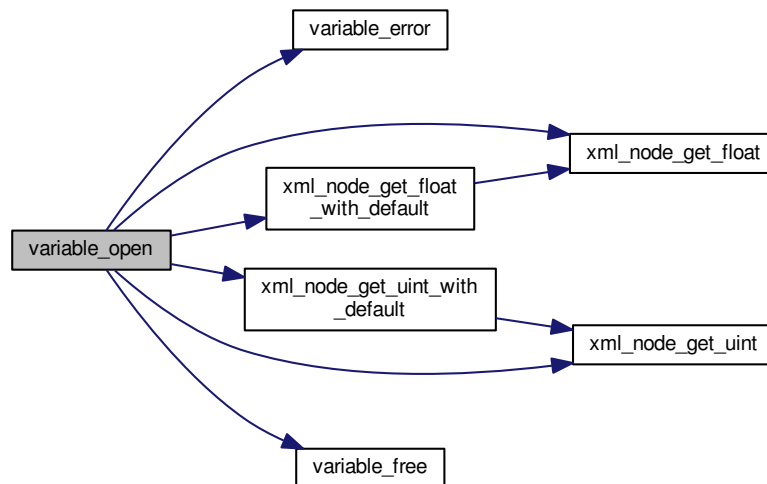 variable_error
xml_node_get_float
xml_node_get_float
_with_default
variable_open
xml_node_get_uint_with
_default
xml_node_get_uint
variable_free